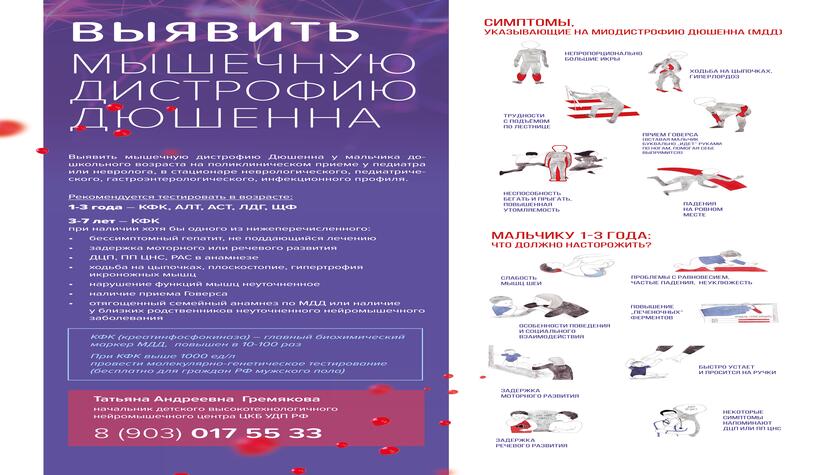 ВЫЯВИТЬ
МЫШЕЧНУЮ
ДИСТРОФИЮ
ДЮШЕННА
Выявить мышечную дистрофию Дюшенна у мальчика до-
школьного возраста на поликлиническом приеме у педиатра
или невролога, в стационаре неврологического, педиатриче-
ского, гастроэнтерологического, инфекционного профиля.
Рекомендуется тестировать в возрасте:
1-3 года – КФК, АЛТ, АСТ, ЛДГ, ЩФ
3-7 лет – КФК
при наличии хотя бы одного из нижеперечисленного:
- бессимптомный гепатит, не поддающийся лечению
- задержка моторного или речевого развития
- ДЦП, ПП ЦНС, РАС в анамнезе
- ходьба на цыпочках, плоскостопие, гипертрофия
икроножных мышц
- нарушение функций мышц неуточненное
- наличие приема Говерса
- отягощенный семейный анамнез по МДД или наличие
у близких родственников неуточненного нейромышечного
заболевания
КФК (креатинфосфокиназа) – главный биохимический
маркер МДД, повышен в 10-100 раз
При КФК выше 1000 ед/л
провести молекулярно-генетическое тестирование
(бесплатно для граждан РФ мужского пола)
Татьяна Андреевна Гремякова
начальник детского высокотехнологичного
нейромышечного центра ЦКБ УДП РФ
8 (903) 017 55 33
СИМПТОМЫ,
УКАЗЫВАЮЩИЕ НА МИОДИСТРОФИЮ ДЮШЕННА (МДД)
НЕПРОПОРЦИОНАЛЬНО
БОЛЬШИЕ ИКРЫ
ХОДЬБА НА ЦЫПОЧКАХ,
ГИПЕРЛОРДОЗ
ТРУДНОСТИ
С ПОДЪЕМОМ
ПО ЛЕСТНИЦЕ
ПРИЕМ ГОВЕРСА
(ВСТАВАЯ МАЛЬЧИК
БУКВАЛЬНО „ИДЕТ" РУКАМИ
ПО НОГАМ, ПОМОГАЯ СЕБЕ
ВЫПРЯМИТСЯ)
НЕСПОСОБНОСТЬ
БЕГАТЬ И ПРЫГАТЬ,
ПОВЫШЕННАЯ
УТОМЛЯЕМОСТЬ
ПАДЕНИЯ
НА РОВНОМ
МЕСТЕ
МАЛЬЧИКУ 1-3 ГОДА:
ЧТО ДОЛЖНО НАСТОРОЖИТЬ?
СЛАБОСТЬ
МЫШЦ ШЕИ
ПРОБЛЕМЫ С РАВНОВЕСИЕМ,
ЧАСТЫЕ ПАДЕНИЯ, НЕУКЛЮЖЕСТЬ
ОСОБЕННОСТИ ПОВЕДЕНИЯ
И СОЦИАЛЬНОГО
ВЗАИМОДЕЙСТВИЯ
ПОВЫШЕНИЕ
„ПЕЧЕНОЧНЫХ"
ФЕРМЕНТОВ
ЗАДЕРЖКА
МОТОРНОГО РАЗВИТИЯ
БЫСТРО УСТАЕТ
И ПРОСИТСЯ НА РУЧКИ
ЗАДЕРЖКА
РЕЧЕВОГО РАЗВИТИЯ
НЕКОТОРЫЕ
СИМПТОМЫ
НАПОМИНАЮТ
ДЦП ИЛИ ПП ЦНС